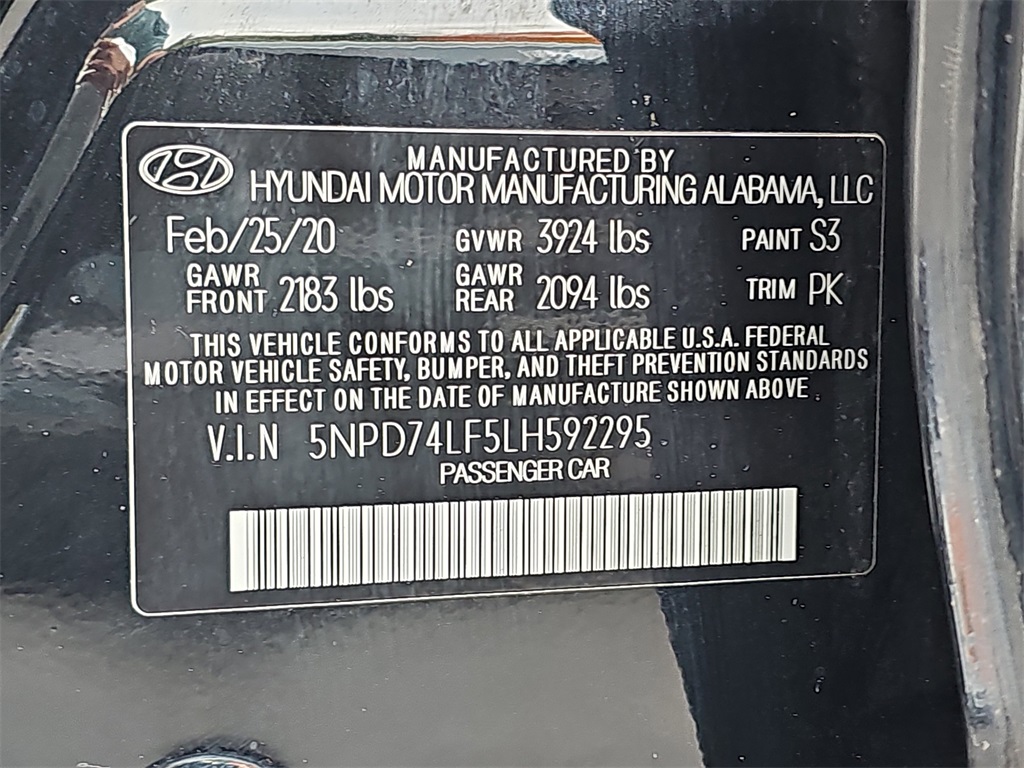 MANUFACTURED BY
HYUNDAI MOTOR MANUFACTURING ALABAMA, LLC
Feb/25/20 GVWR 3924 lbs PAINT S3
GAWR FRONT 2183 lbs GAWR REAR 2094 lbs TRIM PK
THIS VEHICLE CONFORMS TO ALL APPLICABLE U.S.A. FEDERAL
MOTOR VEHICLE SAFETY, BUMPER, AND THEFT PREVENTION STANDARDS
IN EFFECT ON THE DATE OF MANUFACTURE SHOWN ABOVE.
V.I.N 5NPD74LF5LH592295
PASSENGER CAR